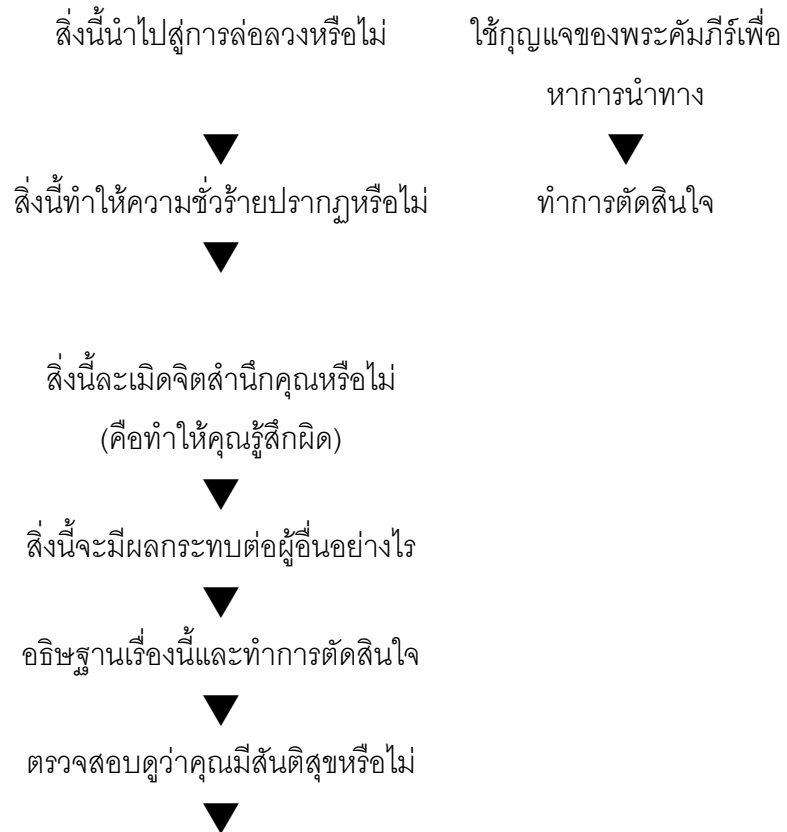 สิ่งนี้นำไปสู่การล่อลวงหรือไม่
ใช้กุญแจของพระคัมภีร์เพื่อ
หาการนำทาง
สิ่งนี้ทำให้ความชั่วร้ายปรากฏหรือไม่
ทำการตัดสินใจ
สิ่งนี้ละเมิดจิตสำนึกคุณหรือไม่
(คือทำให้คุณรู้สึกผิด)
สิ่งนี้จะมีผลกระทบต่อผู้อื่นอย่างไร
อธิษฐานเรื่องนี้และทำการตัดสินใจ
ตรวจสอบดูว่าคุณมีสันติสุขหรือไม่